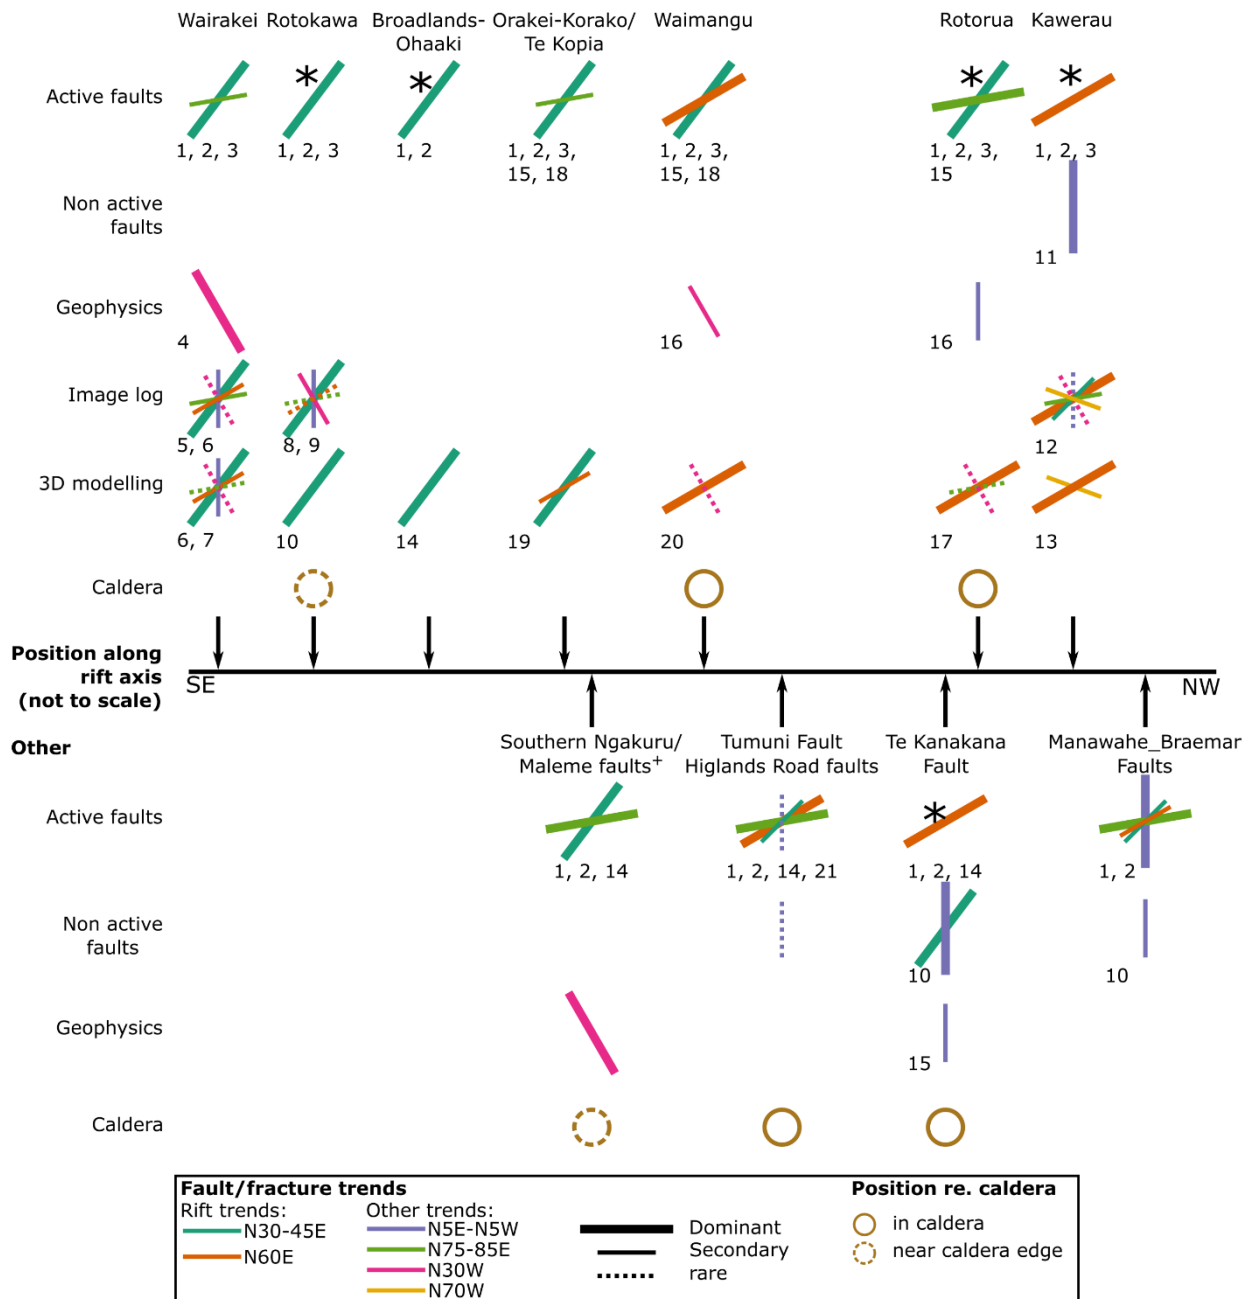 Wairakei Rotokawa Broadlands- Orakei-Korako/ Waimangu Rotorua Kawerau
Ohaaki Te Kopia
Active faults * * * *
1, 2, 3 1, 2, 3 1, 2 1, 2, 3, 1, 2, 3, 1, 2, 3, 1, 2, 3
15, 18 15, 18 15
Non active
faults
11
Geophysics
4 16 16
Image log
5, 6 8, 9 12
3D modelling
6, 7 10 14 19 20 17 13
Caldera
Position along
rift axis
(not to scale)
SE NW
Other
Southern Ngakuru/ Tumuni Fault Te Kanakana Manawahe_Braemar
Maleme faults+ Higlands Road faults Fault Faults
Active faults *
1, 2, 14 1, 2, 14, 21 1, 2, 14 1, 2
Non active
faults
10 10
Geophysics
15
Caldera
Fault/fracture trends Position re. caldera
Rift trends: Other trends:
N30-45E N5E-N5W Dominant in caldera
N60E N75-85E Secondary near caldera edge
N30W rare
N70W